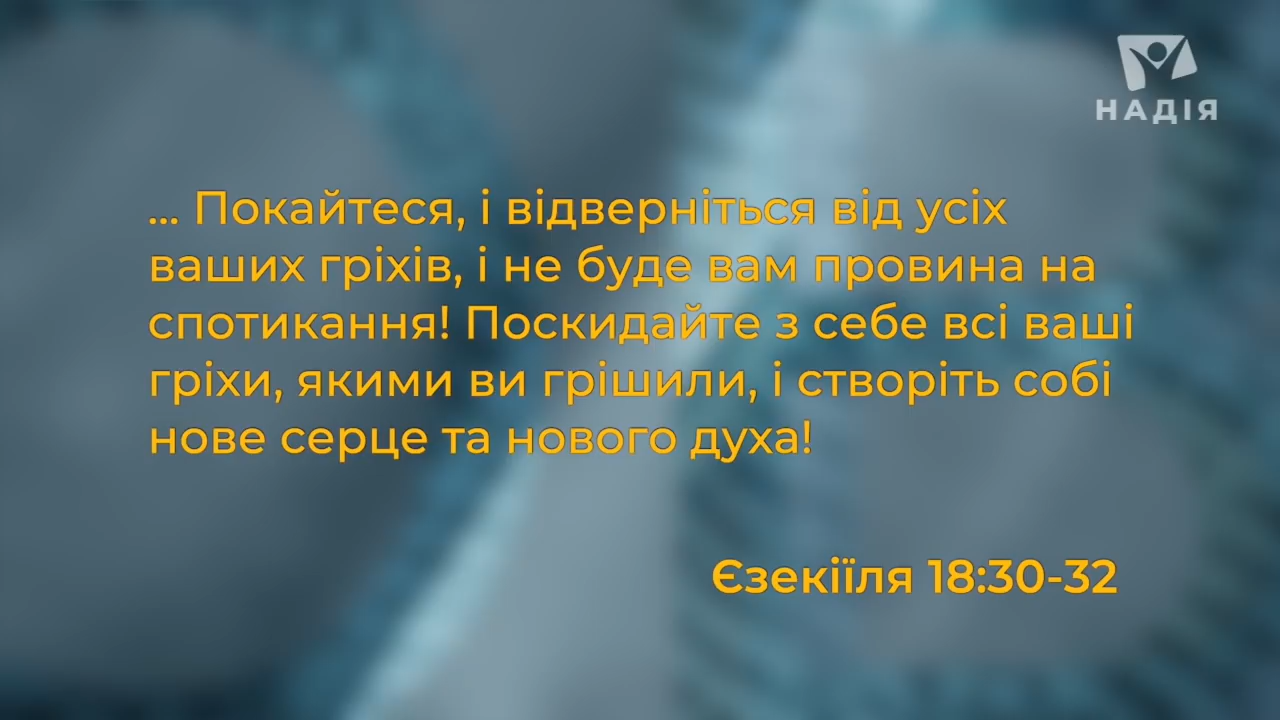 НАДІЯ
... Покайтеся, і відверніться від усіх
ваших гріхів, і не буде вам провина на
спотикання! Поскидайте з себе всі ваші
гріхи, якими ви грішили, і створіть собі
нове серце та нового духа!
Єзекіїля 18:30-32